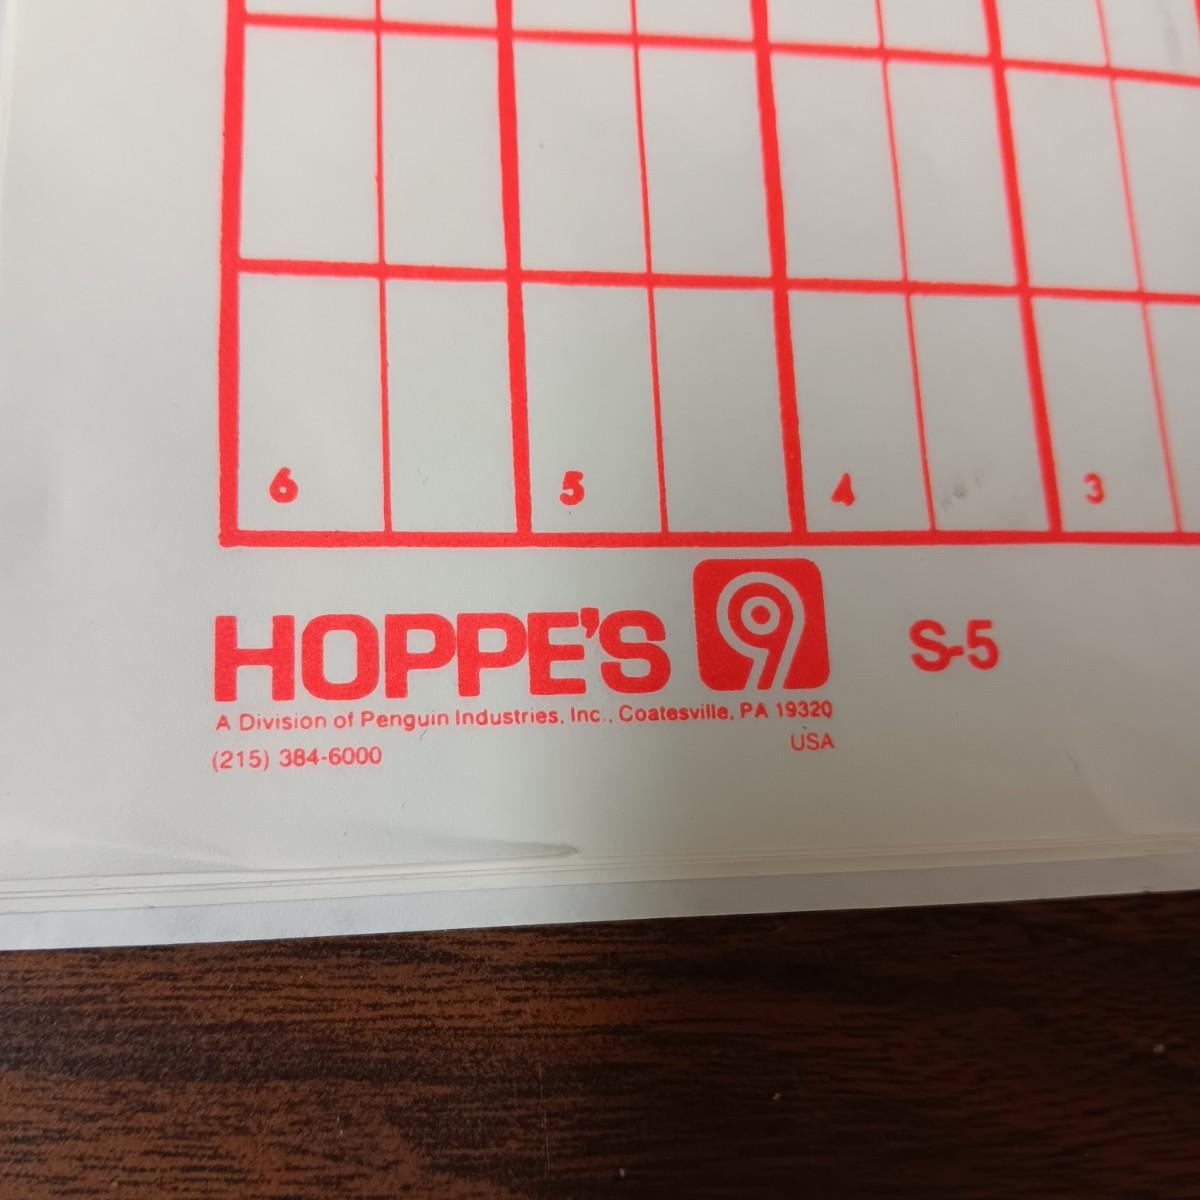 6 5 4 3
HOPPE'S 9 S-5
A Division of Penguin Industries, Inc., Coatesville, PA 19320
(215) 384-6000 USA